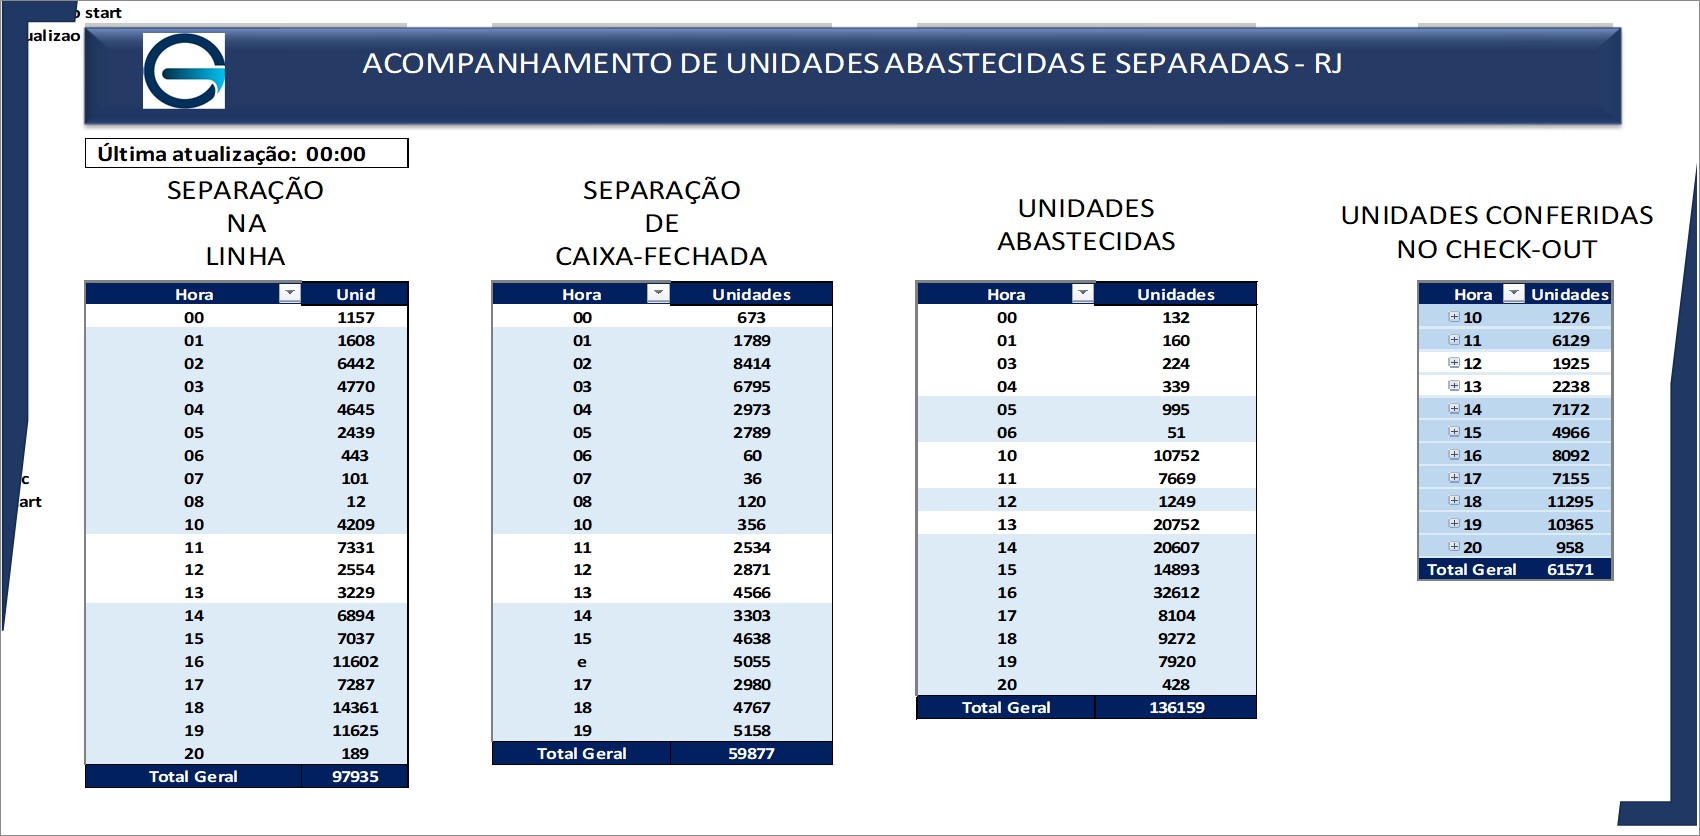 start
ualizao
ACOMPANHAMENTO DE UNIDADES ABASTECIDAS E SEPARADAS - RJ
Última atualização: 00:00
SEPARAÇÃO
NA
LINHA
Hora Unid
00 1157
01 1608
02 6442
03 4770
04 4645
05 2439
06 443
07 101
08 12
10 4209
11 7331
12 2554
13 3229
14 6894
15 7037
16 11602
17 7287
18 14361
19 11625
20 189
Total Geral 97935
SEPARAÇÃO
DE
CAIXA-FECHADA
Hora Unidades
00 673
01 1789
02 8414
03 6795
04 2973
05 2789
06 60
07 36
08 120
10 356
11 2534
12 2871
13 4566
14 3303
15 4638
e 5055
17 2980
18 4767
19 5158
Total Geral 59877
UNIDADES
ABASTECIDAS
Hora Unidades
00 132
01 160
03 224
04 339
05 995
06 51
10 10752
11 7669
12 1249
13 20752
14 20607
15 14893
16 32612
17 8104
18 9272
19 7920
20 428
Total Geral 136159
UNIDADES CONFERIDAS
NO CHECK-OUT
Hora Unidades
10 1276
11 6129
12 1925
13 2238
14 7172
15 4966
16 8092
17 7155
18 11295
19 10365
20 958
Total Geral 61571
c
art